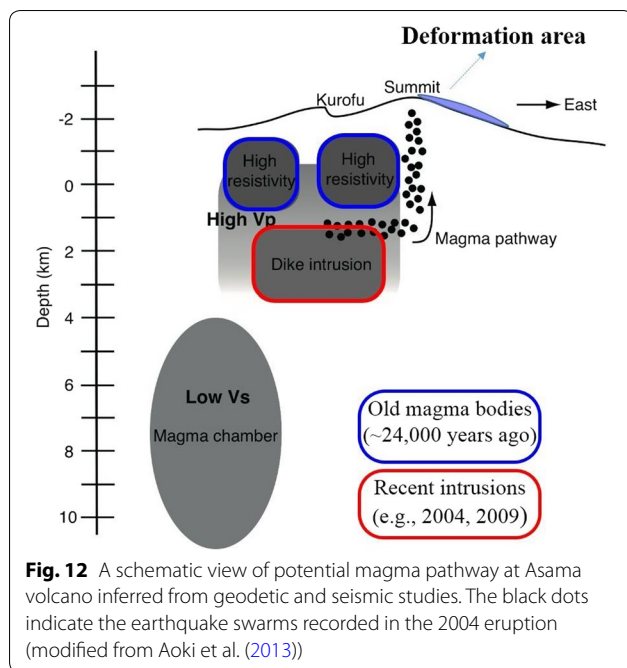 Deformation area
Summit
Kurofu
East
-2
0
2
4
6
8
10
Depth (km)
High
resistivity
High
resistivity
High Vp
Magma pathway
Dike intrusion
Low Vs
Magma chamber
Old magma bodies
(~24,000 years ago)
Recent intrusions
(e.g., 2004, 2009)
Fig. 12 A schematic view of potential magma pathway at Asama
volcano inferred from geodetic and seismic studies. The black dots
indicate the earthquake swarms recorded in the 2004 eruption
(modified from Aoki et al. (2013))